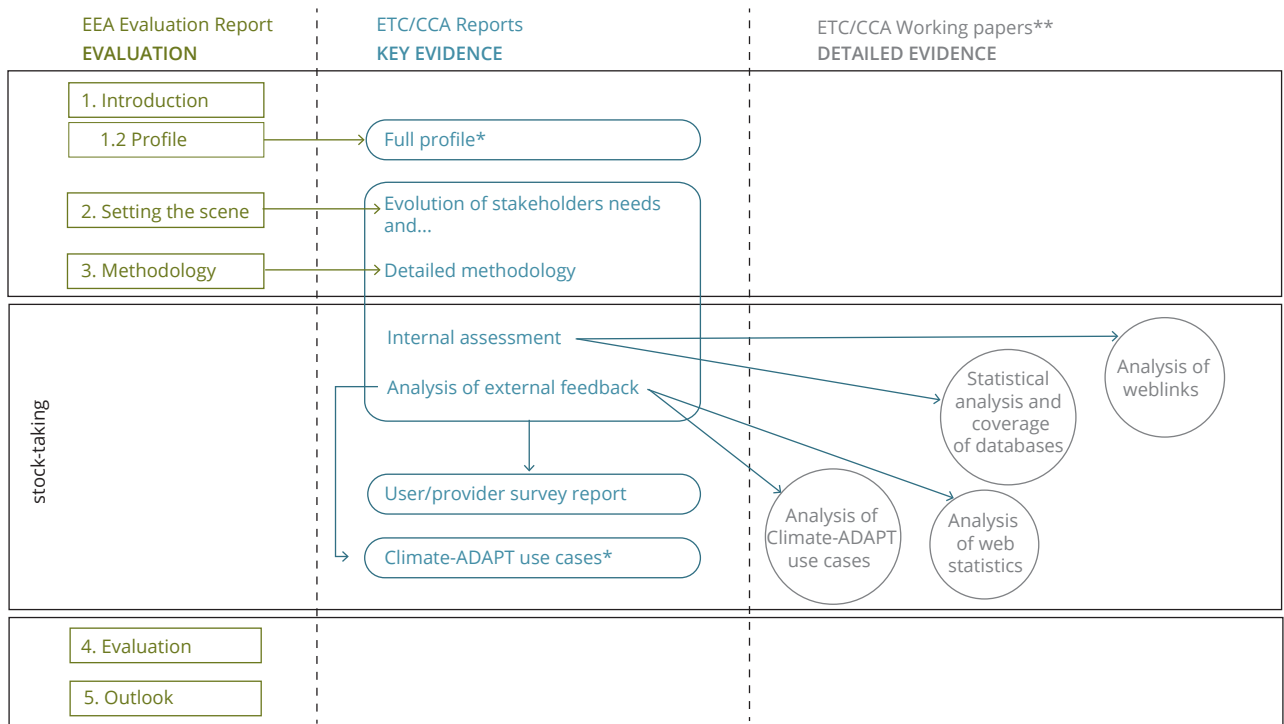 EEA Evaluation Report
EVALUATION
ETC/CCA Reports
KEY EVIDENCE
ETC/CCA Working papers**
DETAILED EVIDENCE
1. Introduction
1.2 Profile
Full profile*
2. Setting the scene
Evolution of stakeholders needs
and...
3. Methodology
Detailed methodology
stock-taking
Internal assessment
Analysis of external feedback
Analysis of
weblinks
Statistical
analysis and
coverage
of databases
User/provider survey report
Climate-ADAPT use cases*
Analysis of
Climate-ADAPT
use cases
Analysis
of web
statistics
4. Evaluation
5. Outlook